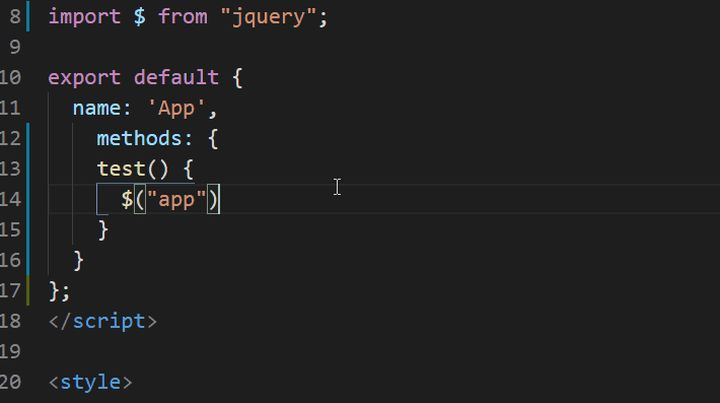 8 import $ from "jquery";
9
10 export default {
11   name: 'App',
12     methods: {
13     test() {
14       $("app")
15     }
16   }
17 };
18 </script>
19
20 <style>